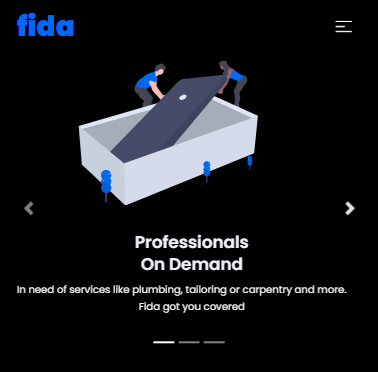 fida
Professionals
On Demand
In need of services like plumbing, tailoring or carpentry and more.
Fida got you covered